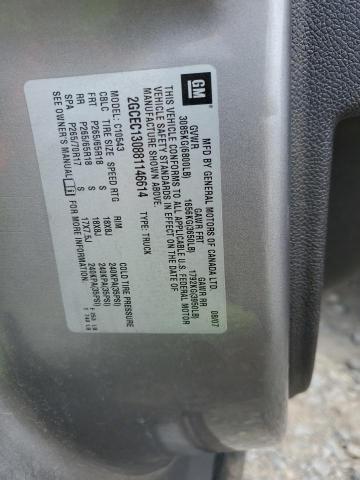 GM
MFD BY GENERAL MOTORS OF CANADA LTD
08/07
GVWR GAWR FRT GAWR RR
3085KG(6800LB) 1656KG(3650LB) 1792KG(3950LB)
THIS VEHICLE CONFORMS TO ALL APPLICABLE U.S. FEDERAL MOTOR
VEHICLE SAFETY STANDARDS IN EFFECT ON THE DATE OF
MANUFACTURE SHOWN ABOVE.
2GCEC130881146614 TYPE: TRUCK
MODEL: C10543
CBLC TIRE SIZE SPEED RTG RIM COLD TIRE PRESSURE
FRT P265/65R18 S 18X8J 240KPA(35PSI)
RR P265/65R18 S 18X8J 240KPA(35PSI)
SPA P265/70R17 S 17X7.5J 240KPA(35PSI)
SEE OWNER'S MANUAL FOR MORE INFORMATION.